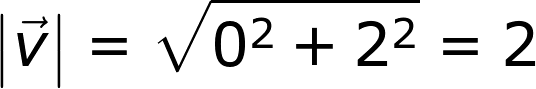 |v⃗| = √(0² + 2²) = 2